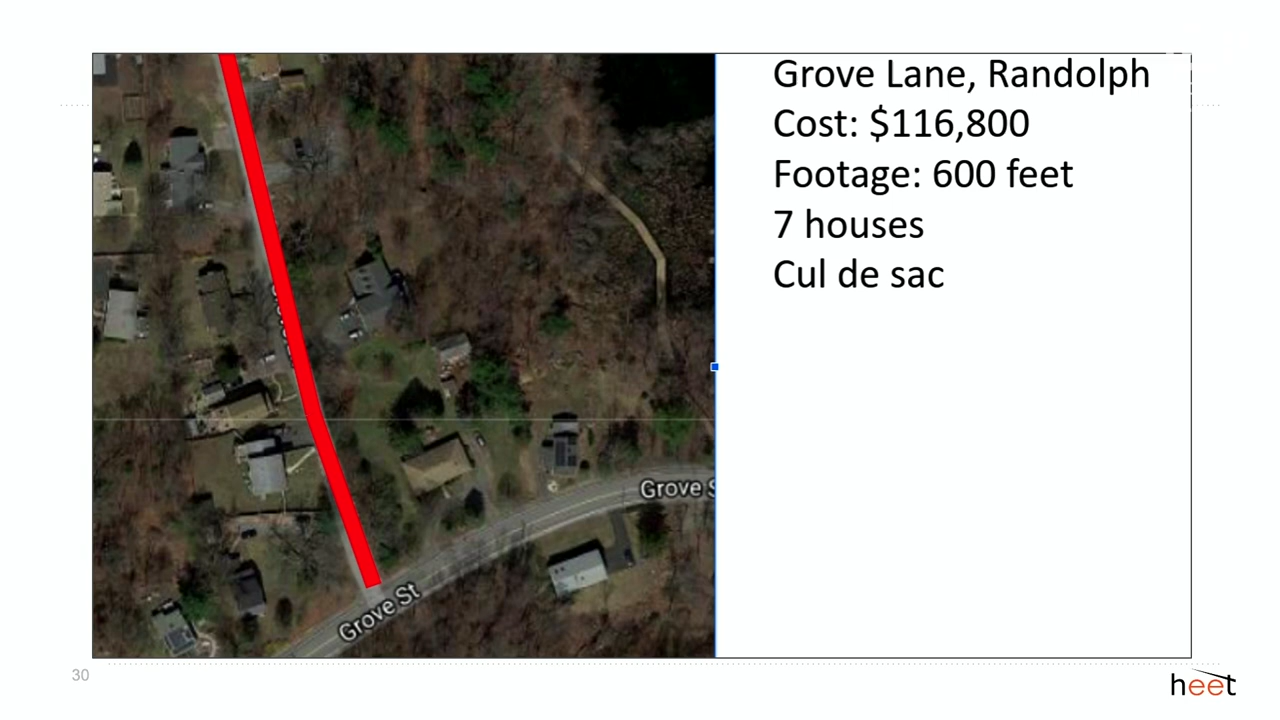 Grove Lane, Randolph
Cost: $116,800
Footage: 600 feet
7 houses
Cul de sac
Grove St
Grove S
30
heet